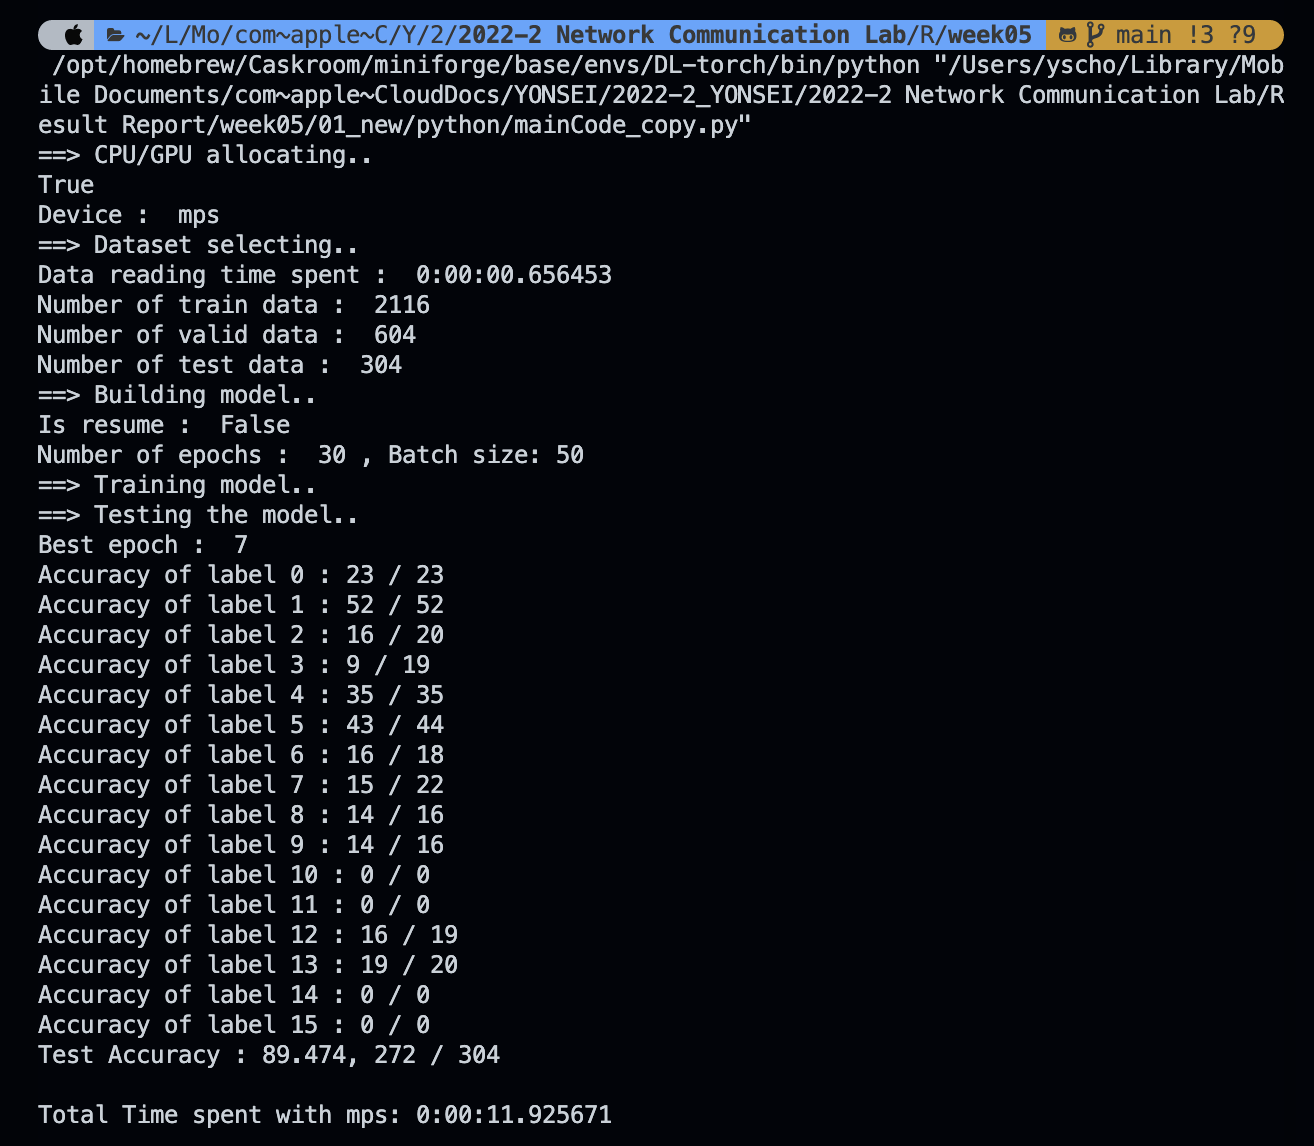 ~/L/Mo/com~apple~C/Y/2/2022-2 Network Communication Lab/R/week05 main !3 ?9
/opt/homebrew/Caskroom/miniforge/base/envs/DL-torch/bin/python "/Users/yscho/Library/Mob
ile Documents/com~apple~CloudDocs/YONSEI/2022-2_YONSEI/2022-2 Network Communication Lab/R
esult Report/week05/01_new/python/mainCode_copy.py"
==> CPU/GPU allocating..
True
Device :  mps
==> Dataset selecting..
Data reading time spent :  0:00:00.656453
Number of train data :  2116
Number of valid data :  604
Number of test data :  304
==> Building model..
Is resume :  False
Number of epochs :  30 , Batch size: 50
==> Training model..
==> Testing the model..
Best epoch :  7
Accuracy of label 0 : 23 / 23
Accuracy of label 1 : 52 / 52
Accuracy of label 2 : 16 / 20
Accuracy of label 3 : 9 / 19
Accuracy of label 4 : 35 / 35
Accuracy of label 5 : 43 / 44
Accuracy of label 6 : 16 / 18
Accuracy of label 7 : 15 / 22
Accuracy of label 8 : 14 / 16
Accuracy of label 9 : 14 / 16
Accuracy of label 10 : 0 / 0
Accuracy of label 11 : 0 / 0
Accuracy of label 12 : 16 / 19
Accuracy of label 13 : 19 / 20
Accuracy of label 14 : 0 / 0
Accuracy of label 15 : 0 / 0
Test Accuracy : 89.474, 272 / 304
Total Time spent with mps: 0:00:11.925671